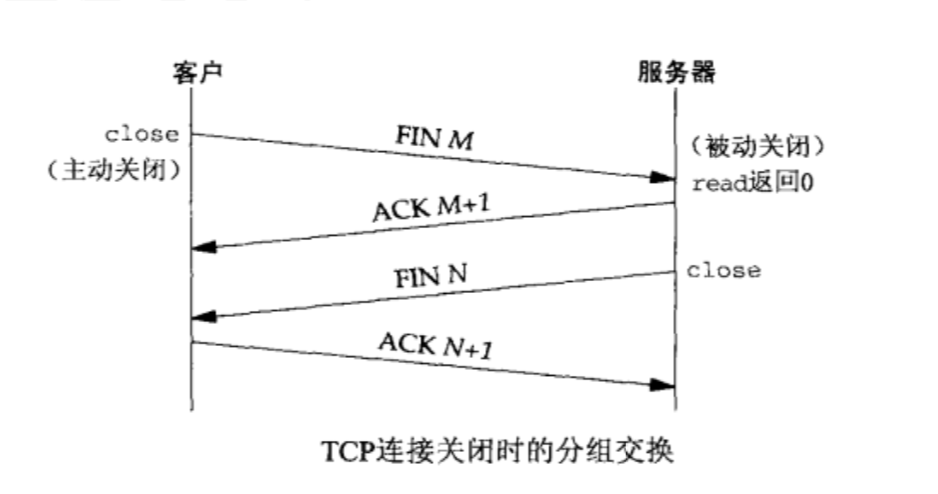 客户
服务器
close
（主动关闭）
FIN M
（被动关闭）
read返回0
ACK M+1
FIN N
close
ACK N+1
TCP连接关闭时的分组交换